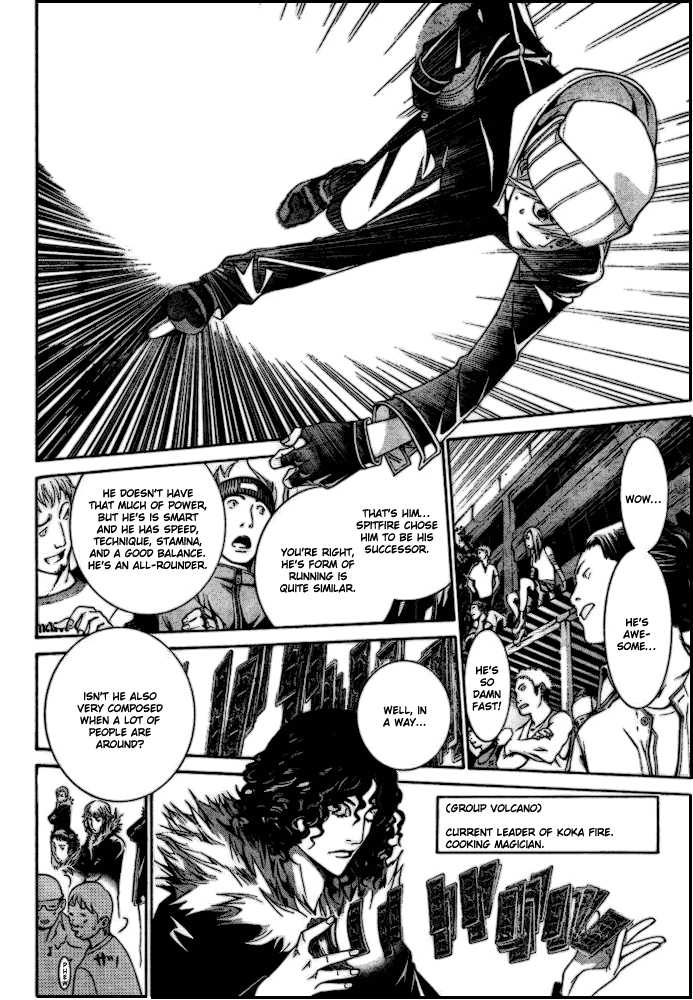 WOW...
HE'S
AWE-
SOME...
HE'S
SO
DAMN
FAST!
THAT'S HIM...
SPITFIRE CHOSE
HIM TO BE HIS
SUCCESSOR.
YOU'RE RIGHT,
HE'S FORM OF
RUNNING IS
QUITE SIMILAR.
HE DOESN'T HAVE
THAT MUCH OF POWER,
BUT HE'S IS SMART
AND HE HAS SPEED,
TECHNIQUE, STAMINA,
AND A GOOD BALANCE.
HE'S AN ALL-ROUNDER.
WELL, IN
A WAY...
ISN'T HE ALSO
VERY COMPOSED
WHEN A LOT OF
PEOPLE ARE
AROUND?
(GROUP VOLCANO)
CURRENT LEADER OF KOKA FIRE.
COOKING MAGICIAN.
PHEW